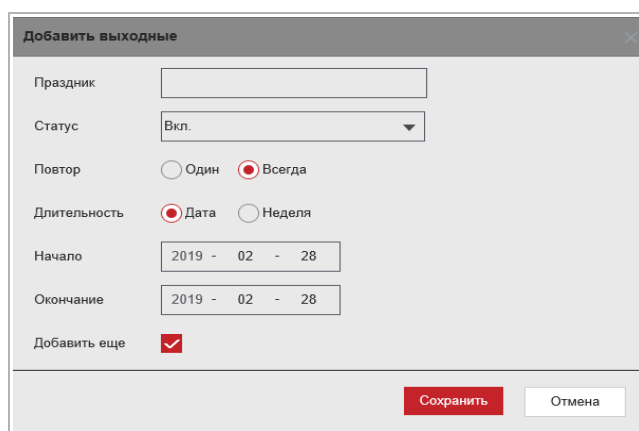 Добавить выходные
Праздник
Статус Вкл.
Повтор Один Всегда
Длительность Дата Неделя
Начало 2019 - 02 - 28
Окончание 2019 - 02 - 28
Добавить еще
Сохранить Отмена